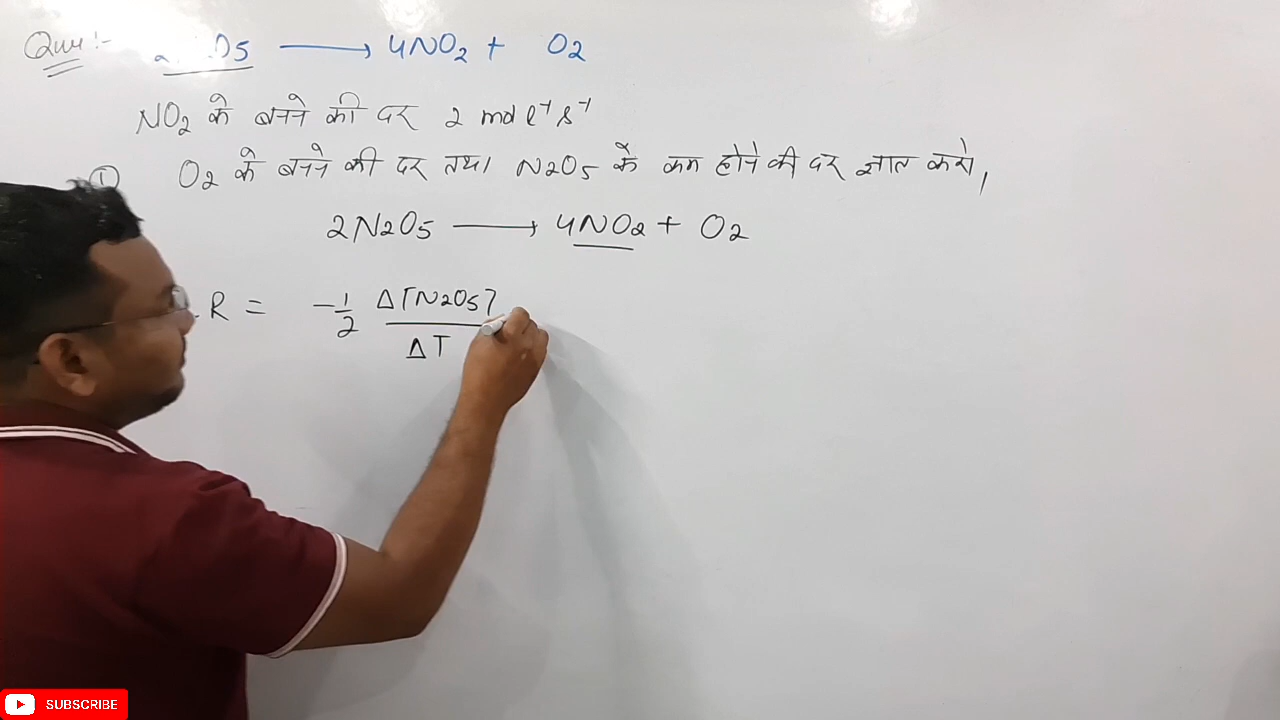 Que :- O5 ⟶ 4NO2 + O2
NO2 के बनने की दर 2 mol l⁻¹ s⁻¹
① O2 के बनने की दर तथा N2O5 के कम होने की दर ज्ञात करो,
2N2O5 ⟶ 4NO2 + O2
R = -1/2 Δ[N2O5]/ΔT
SUBSCRIBE